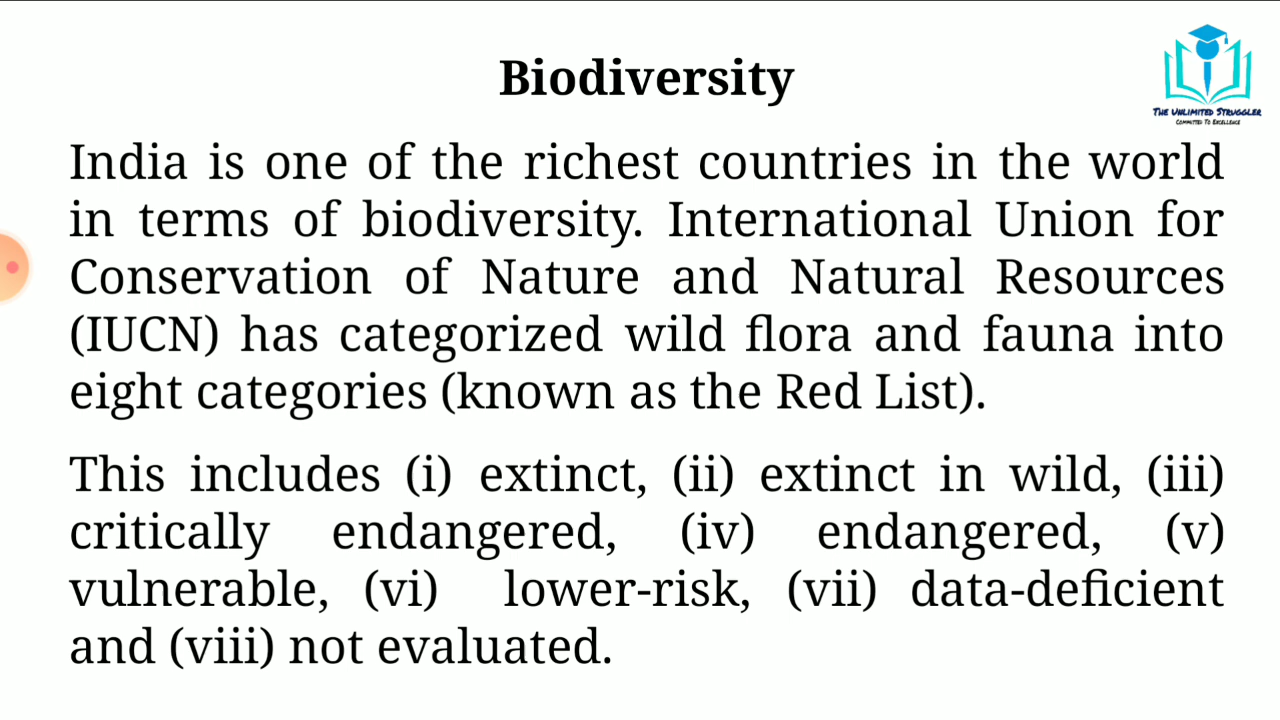 Biodiversity
THE UNLIMITED STRUGGLER
COMMITTED TO EXCELLENCE
India is one of the richest countries in the world
in terms of biodiversity. International Union for
Conservation of Nature and Natural Resources
(IUCN) has categorized wild flora and fauna into
eight categories (known as the Red List).
This includes (i) extinct, (ii) extinct in wild, (iii)
critically endangered, (iv) endangered, (v)
vulnerable, (vi) lower-risk, (vii) data-deficient
and (viii) not evaluated.